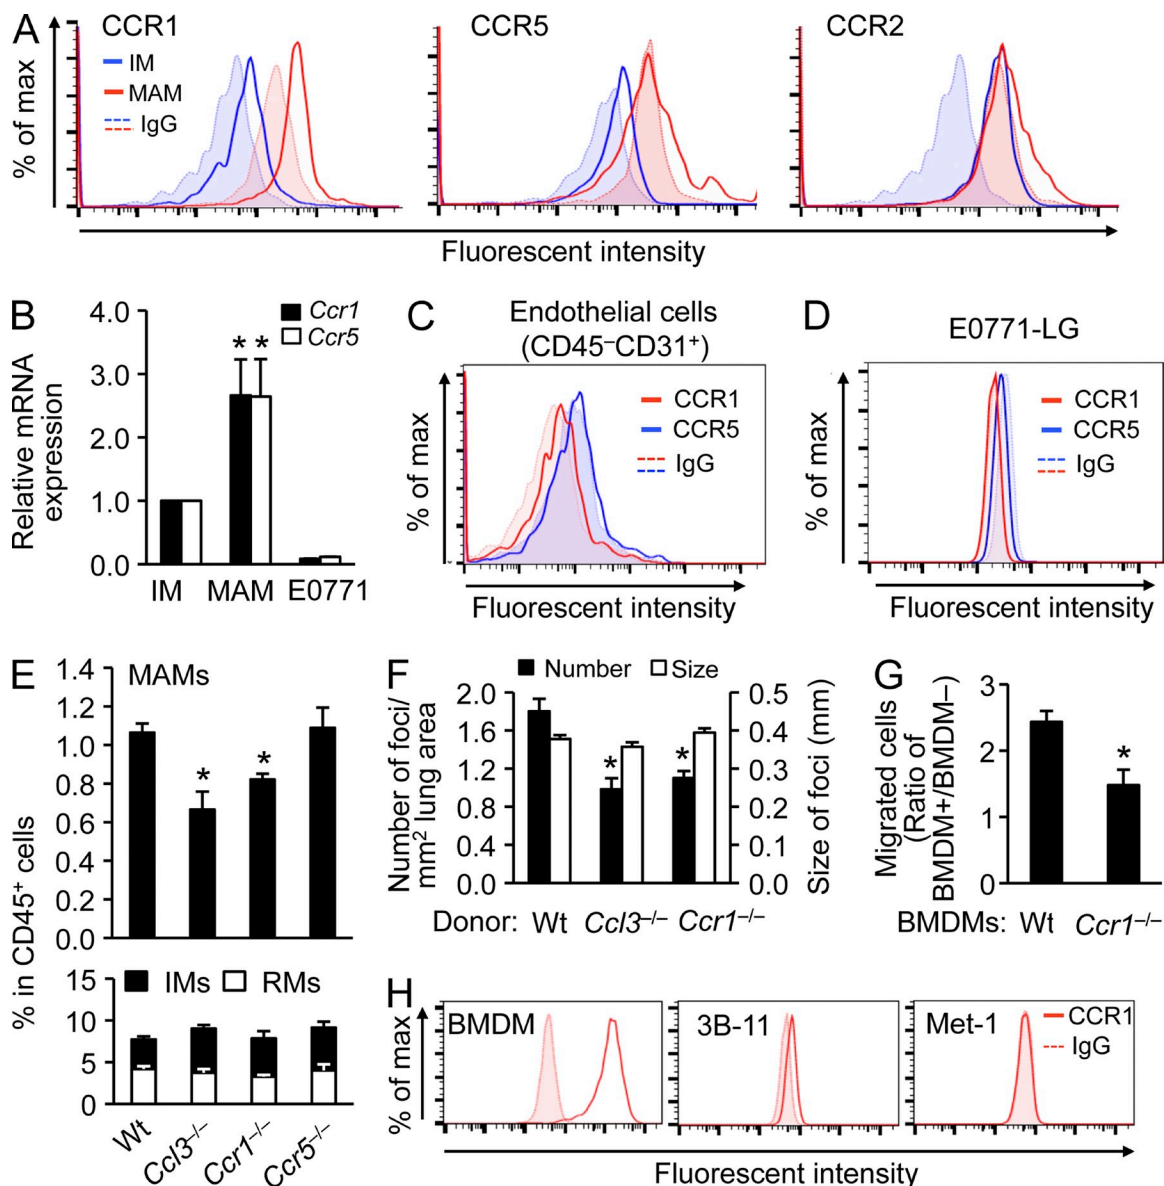 A
CCR1
CCR5
CCR2
IM
MAM
IgG
% of max
Fluorescent intensity
B
4.0
3.0
2.0
1.0
0.0
Relative mRNA
expression
Ccr1
Ccr5
* *
IM MAM E0771
C
Endothelial cells
(CD45–CD31+)
CCR1
CCR5
IgG
% of max
Fluorescent intensity
D
E0771-LG
CCR1
CCR5
IgG
% of max
Fluorescent intensity
E
MAMs
1.4
1.2
1.0
0.8
0.6
0.4
0.2
0.0
*
*
% in CD45+ cells
IMs RMs
15
10
5
0
Wt
Ccl3–/–
Ccr1–/–
Ccr5–/–
F
Number Size
2.0
1.6
1.2
0.8
0.4
0.0
Number of foci/
mm2 lung area
*
*
0.5
0.4
0.3
0.2
0.1
0.0
Size of foci (mm)
Donor: Wt Ccl3–/– Ccr1–/–
G
3
2
1
0
Migrated cells
(Ratio of
BMDM+/BMDM–)
*
BMDMs: Wt Ccr1–/–
H
% of max
BMDM
3B-11
Met-1
CCR1
IgG
Fluorescent intensity